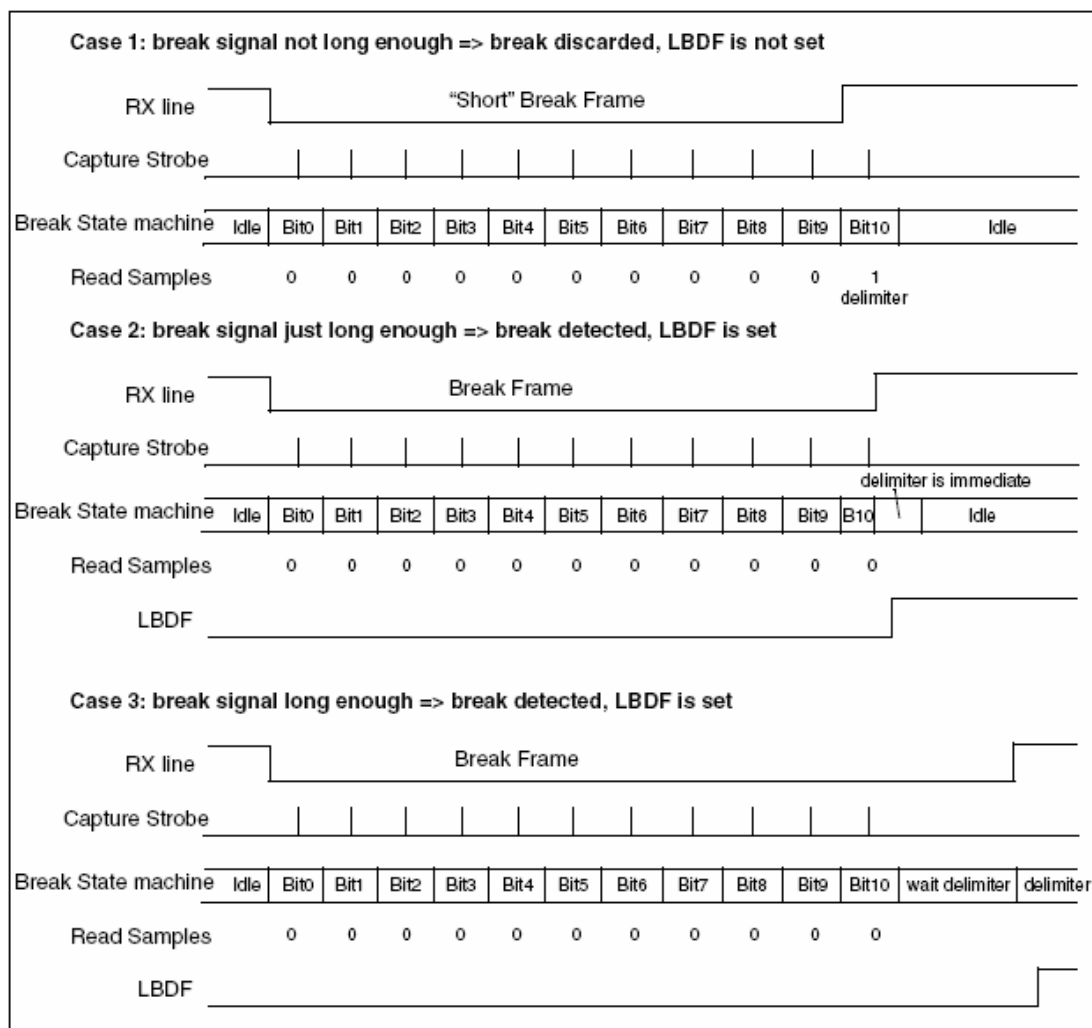 Case 1: break signal not long enough => break discarded, LBDF is not set
RX line “Short” Break Frame
Capture Strobe
Break State machine Idle Bit0 Bit1 Bit2 Bit3 Bit4 Bit5 Bit6 Bit7 Bit8 Bit9 Bit10 Idle
Read Samples 0 0 0 0 0 0 0 0 0 0 1
delimiter
Case 2: break signal just long enough => break detected, LBDF is set
RX line Break Frame
Capture Strobe
delimiter is immediate
Break State machine Idle Bit0 Bit1 Bit2 Bit3 Bit4 Bit5 Bit6 Bit7 Bit8 Bit9 B10 Idle
Read Samples 0 0 0 0 0 0 0 0 0 0 0
LBDF
Case 3: break signal long enough => break detected, LBDF is set
RX line Break Frame
Capture Strobe
Break State machine Idle Bit0 Bit1 Bit2 Bit3 Bit4 Bit5 Bit6 Bit7 Bit8 Bit9 Bit10 wait delimiter delimiter
Read Samples 0 0 0 0 0 0 0 0 0 0 0
LBDF